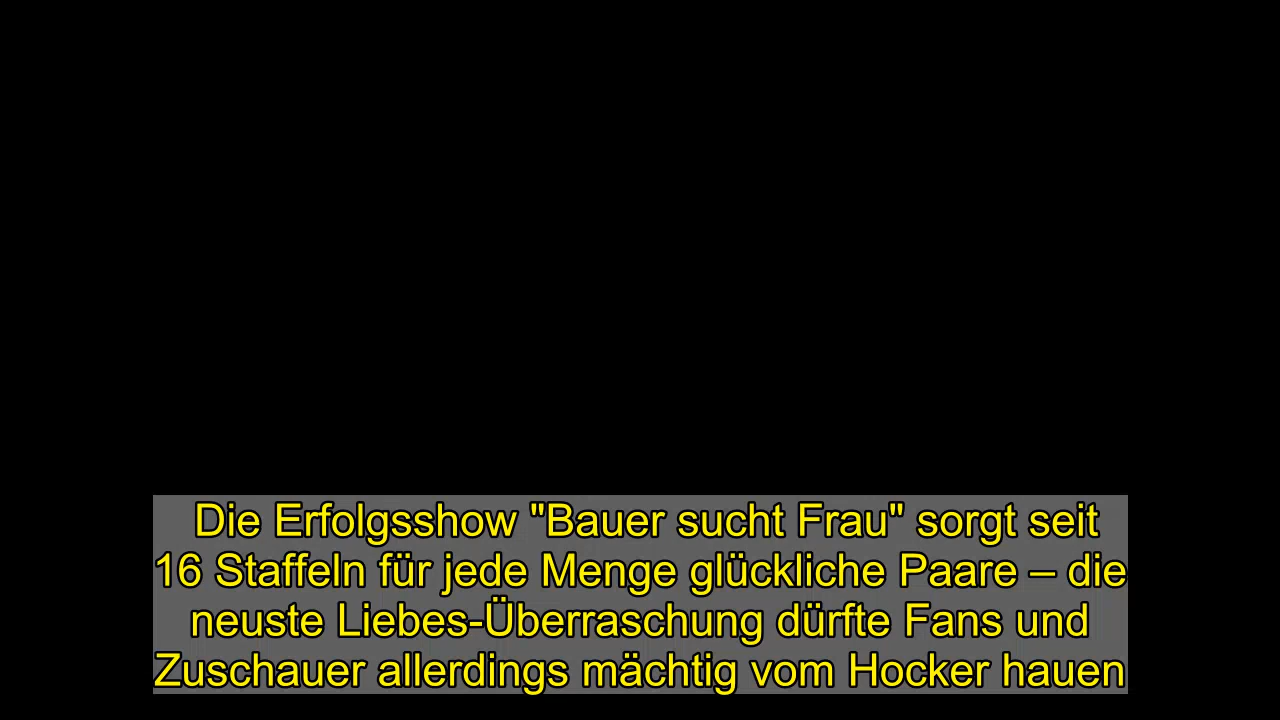 Die Erfolgsshow "Bauer sucht Frau" sorgt seit
16 Staffeln für jede Menge glückliche Paare – die
neuste Liebes-Überraschung dürfte Fans und
Zuschauer allerdings mächtig vom Hocker hauen